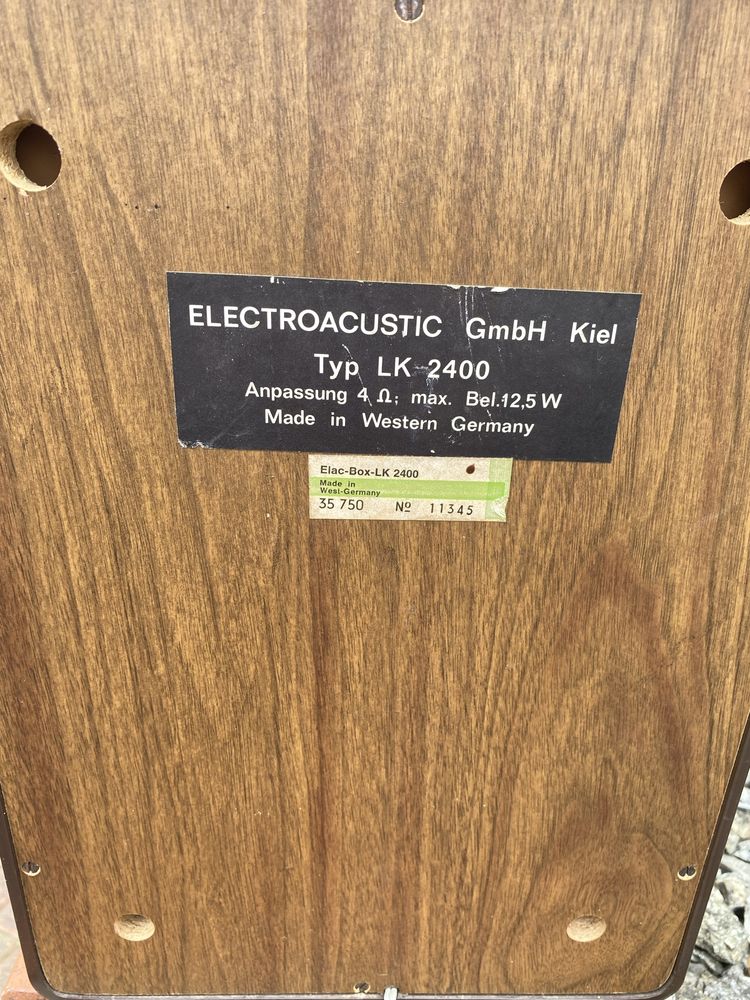 ELECTROACUSTIC GmbH Kiel
Typ LK 2400
Anpassung 4 Ω; max. Bel.12,5 W
Made in Western Germany
Elac-Box-LK 2400
Made in
West-Germany
35 750 Nº 11345